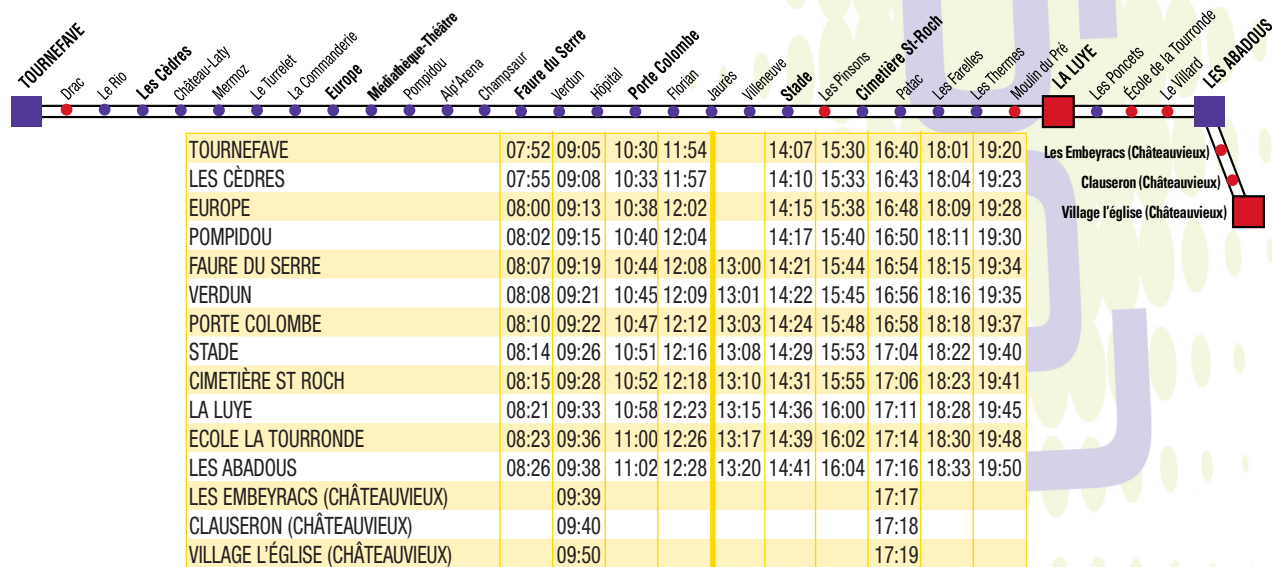 TOURNEFAVE
Drac
Le Rio
Les Cèdres
Château-Laty
Mermoz
Le Turrelet
La Commanderie
Europe
Médiathèque-Théâtre
Pompidou
Alp'Arena
Champsaur
Faure du Serre
Verdun
Hôpital
Porte Colombe
Florian
Jaurès
Villeneuve
Stade
Les Pinsons
Cimetière St-Roch
Patac
Les Farelles
Les Thermes
Moulin du Pré
LA LUYE
Les Poncets
École de la Tourronde
Le Villard
LES ABADOUS
Les Embeyracs (Châteauvieux)
Clauseron (Châteauvieux)
Village l'église (Châteauvieux)
TOURNEFAVE 07:52 09:05 10:30 11:54 14:07 15:30 16:40 18:01 19:20
LES CÈDRES 07:55 09:08 10:33 11:57 14:10 15:33 16:43 18:04 19:23
EUROPE 08:00 09:13 10:38 12:02 14:15 15:38 16:48 18:09 19:28
POMPIDOU 08:02 09:15 10:40 12:04 14:17 15:40 16:50 18:11 19:30
FAURE DU SERRE 08:07 09:19 10:44 12:08 13:00 14:21 15:44 16:54 18:15 19:34
VERDUN 08:08 09:21 10:45 12:09 13:01 14:22 15:45 16:56 18:16 19:35
PORTE COLOMBE 08:10 09:22 10:47 12:12 13:03 14:24 15:48 16:58 18:18 19:37
STADE 08:14 09:26 10:51 12:16 13:08 14:29 15:53 17:04 18:22 19:40
CIMETIÈRE ST ROCH 08:15 09:28 10:52 12:18 13:10 14:31 15:55 17:06 18:23 19:41
LA LUYE 08:21 09:33 10:58 12:23 13:15 14:36 16:00 17:11 18:28 19:45
ECOLE LA TOURRONDE 08:23 09:36 11:00 12:26 13:17 14:39 16:02 17:14 18:30 19:48
LES ABADOUS 08:26 09:38 11:02 12:28 13:20 14:41 16:04 17:16 18:33 19:50
LES EMBEYRACS (CHÂTEAUVIEUX) 09:39 17:17
CLAUSERON (CHÂTEAUVIEUX) 09:40 17:18
VILLAGE L'ÉGLISE (CHÂTEAUVIEUX) 09:50 17:19